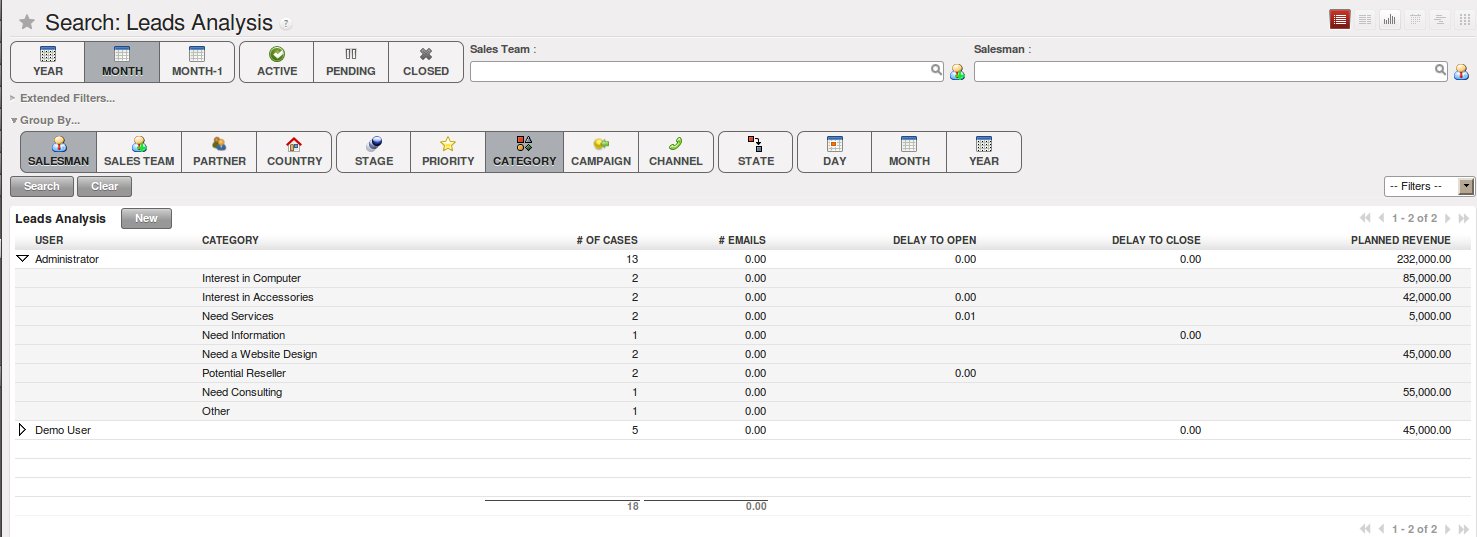 Search: Leads Analysis ?
YEAR MONTH MONTH-1 ACTIVE PENDING CLOSED
Sales Team : Salesman :
Extended Filters...
Group By...
SALESMAN SALES TEAM PARTNER COUNTRY STAGE PRIORITY CATEGORY CAMPAIGN CHANNEL STATE DAY MONTH YEAR
Search Clear -- Filters --
Leads Analysis New 1 - 2 of 2
USER CATEGORY # OF CASES # EMAILS DELAY TO OPEN DELAY TO CLOSE PLANNED REVENUE
Administrator 13 0.00 0.00 0.00 232,000.00
Interest in Computer 2 0.00 85,000.00
Interest in Accessories 2 0.00 0.00 42,000.00
Need Services 2 0.00 0.01 5,000.00
Need Information 1 0.00 0.00
Need a Website Design 2 0.00 45,000.00
Potential Reseller 2 0.00 0.00
Need Consulting 1 0.00 55,000.00
Other 1 0.00
Demo User 5 0.00 0.00 45,000.00
18 0.00
1 - 2 of 2